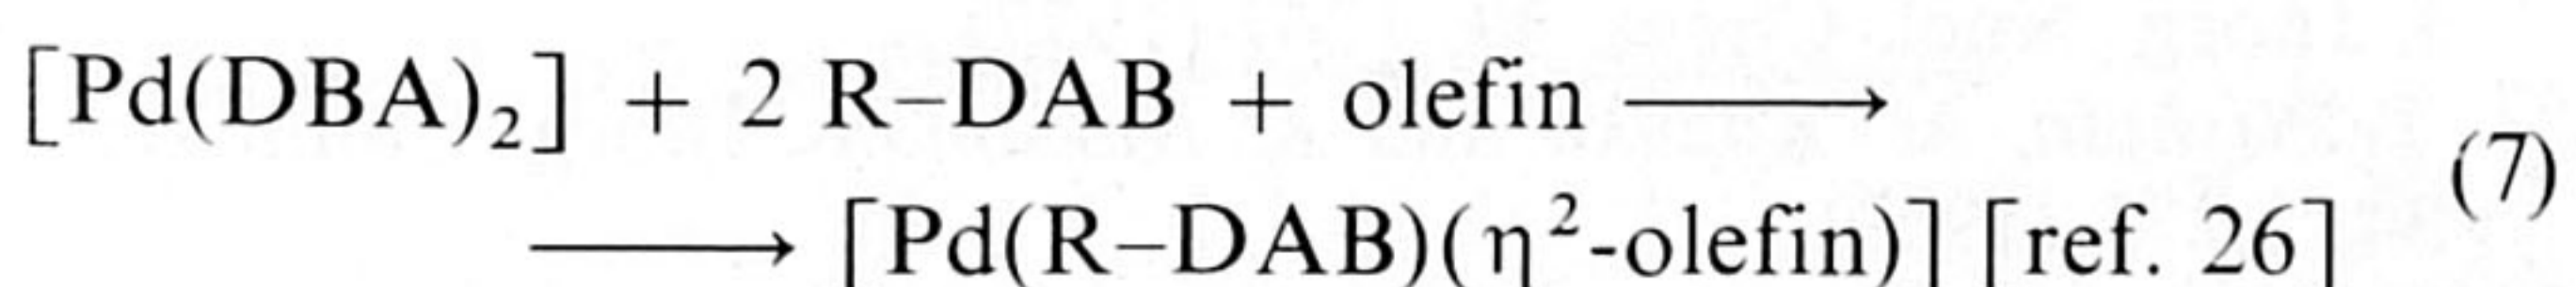 [Pd(DBA)₂] + 2 R–DAB + olefin ⟶
⟶ [Pd(R–DAB)(η²-olefin)] [ref. 26] (7)